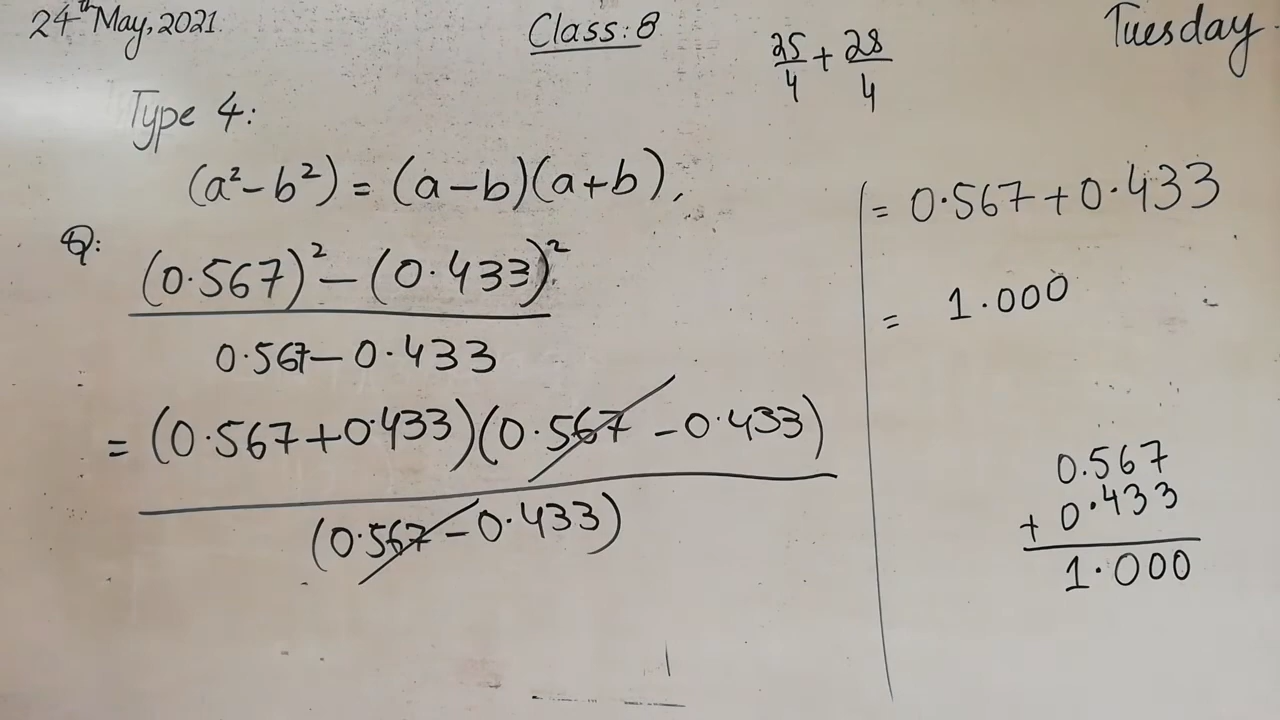 24th May, 2021.
Class: 8
Tuesday
25/4 + 28/4
Type 4:
(a² - b²) = (a - b)(a + b),
Q:
(0.567)² - (0.433)²
0.567 - 0.433
= (0.567 + 0.433)(0.567 - 0.433)
(0.567 - 0.433)
= 0.567 + 0.433
= 1.000
0.567
+ 0.433
1.000